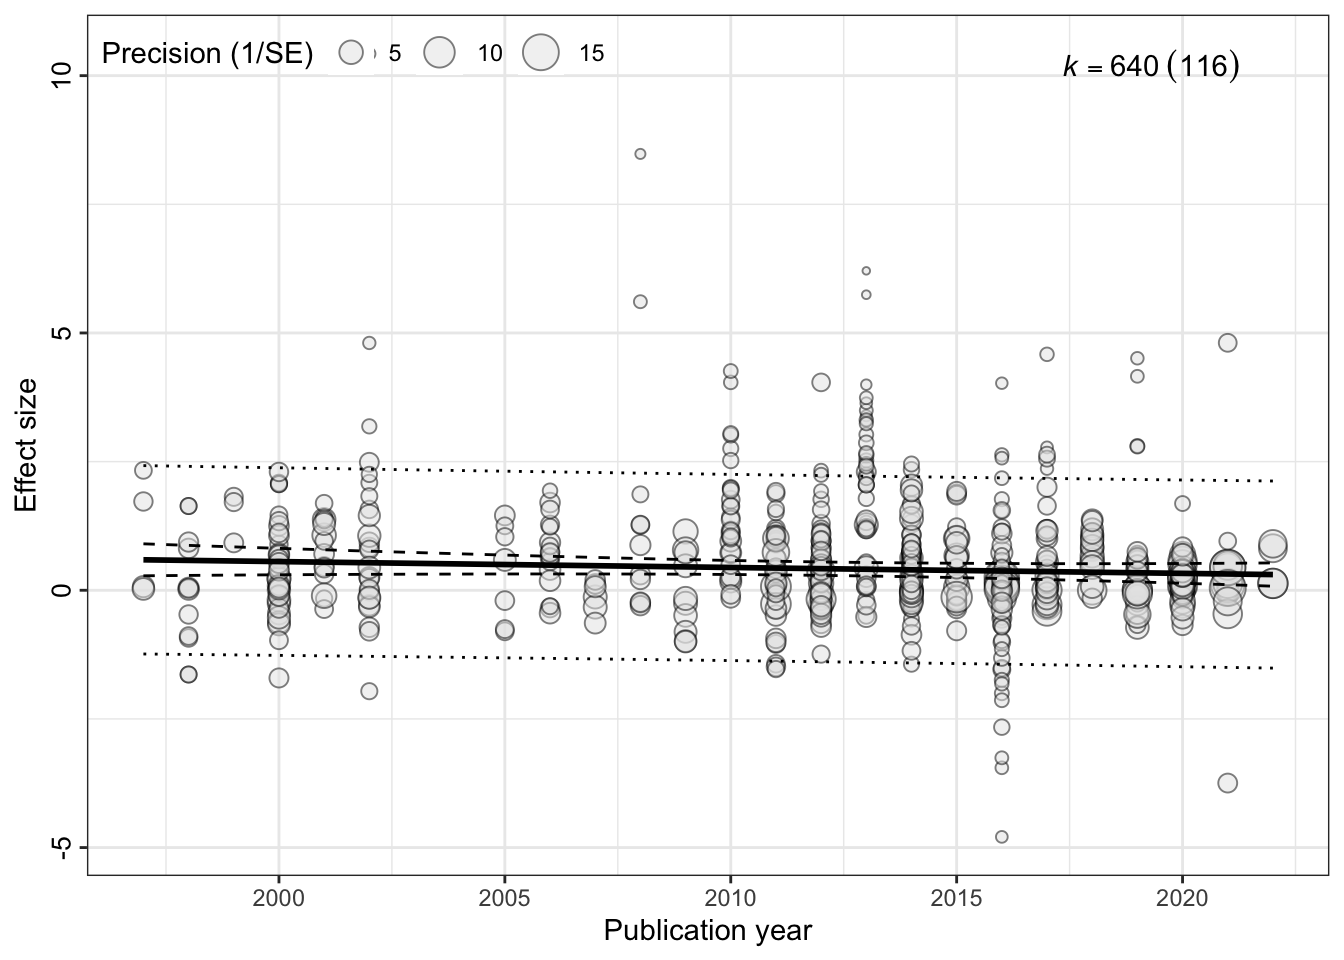 Precision (1/SE) 5 10 15
k = 640 (116)
10
5
0
-5
Effect size
2000 2005 2010 2015 2020
Publication year